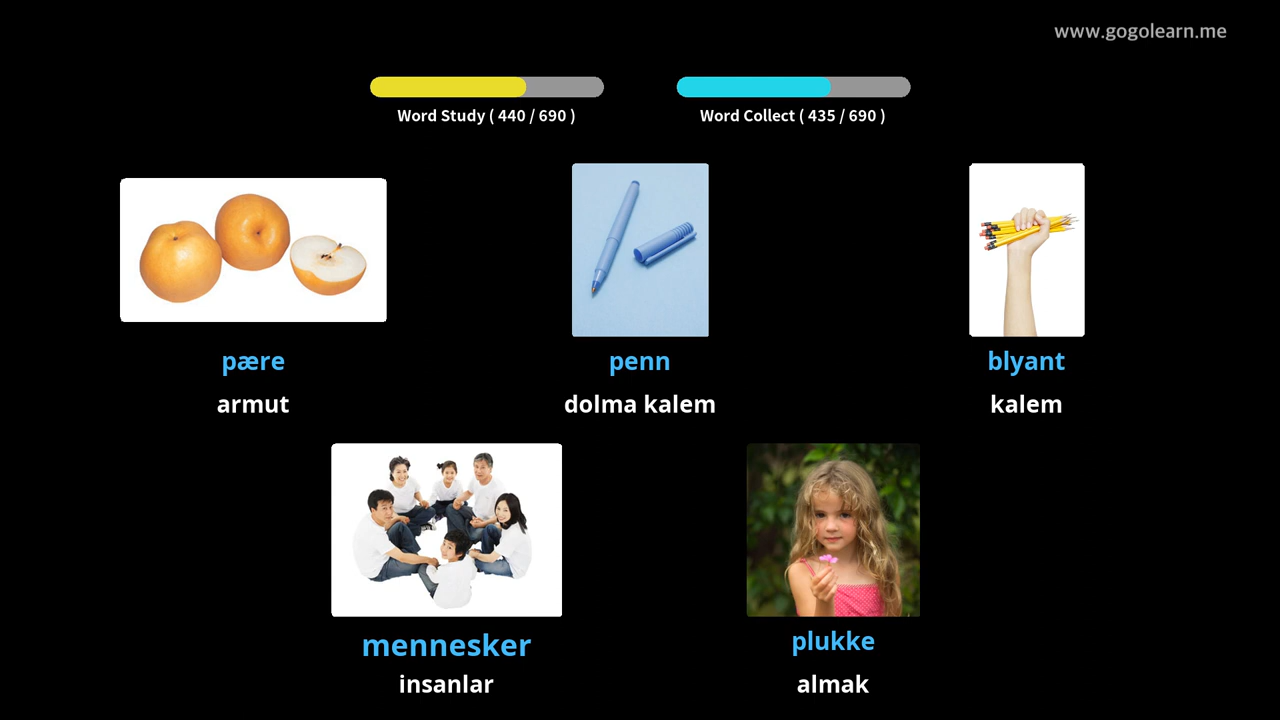 www.gogolearn.me
Word Study ( 440 / 690 )
Word Collect ( 435 / 690 )
pære
penn
blyant
armut
dolma kalem
kalem
mennesker
plukke
insanlar
almak